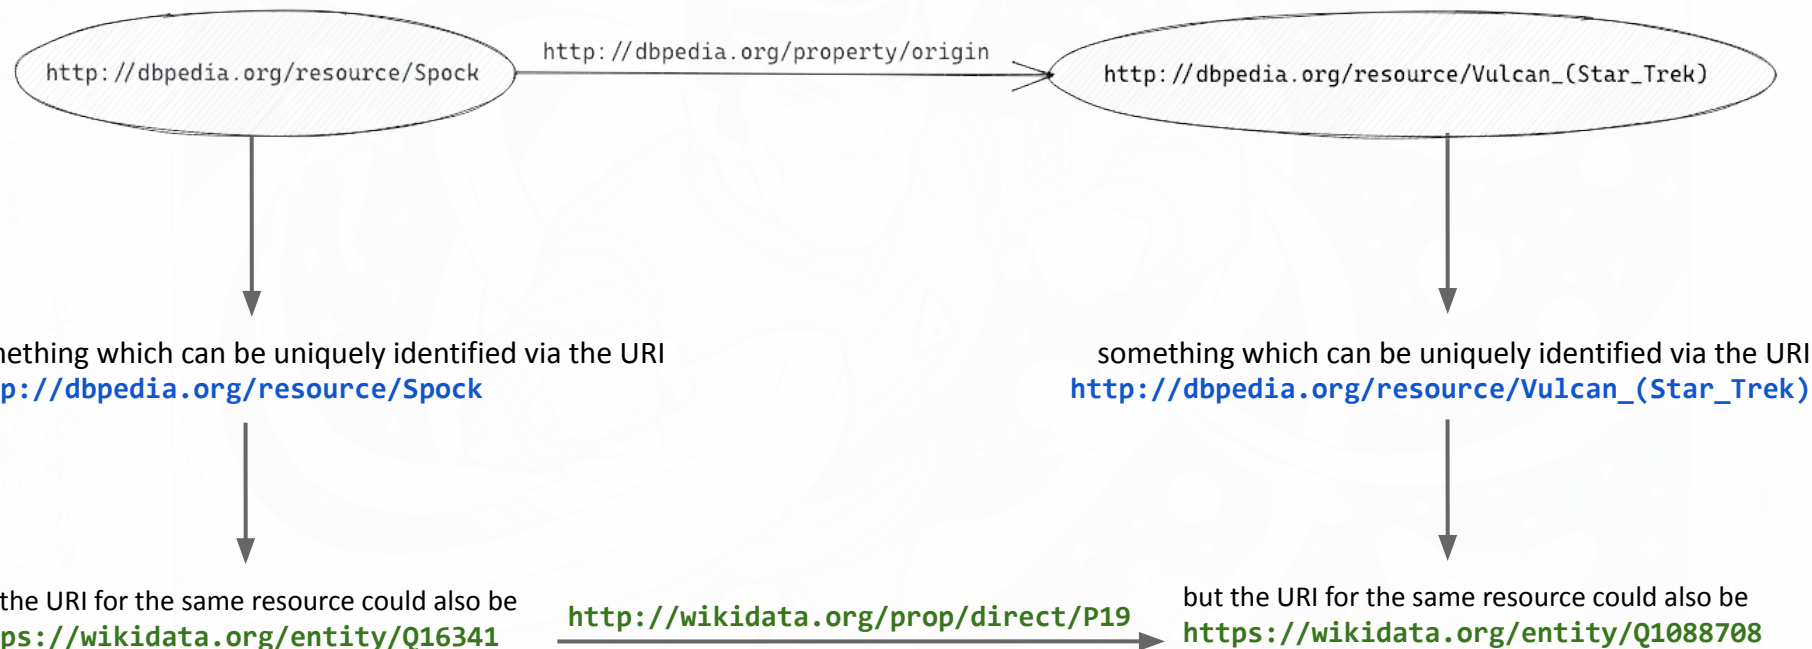 http://dbpedia.org/resource/Spock
http://dbpedia.org/property/origin
http://dbpedia.org/resource/Vulcan_(Star_Trek)
mething which can be uniquely identified via the URI
p://dbpedia.org/resource/Spock
something which can be uniquely identified via the URI
http://dbpedia.org/resource/Vulcan_(Star_Trek)
the URI for the same resource could also be
ps://wikidata.org/entity/Q16341
http://wikidata.org/prop/direct/P19
but the URI for the same resource could also be
https://wikidata.org/entity/Q1088708